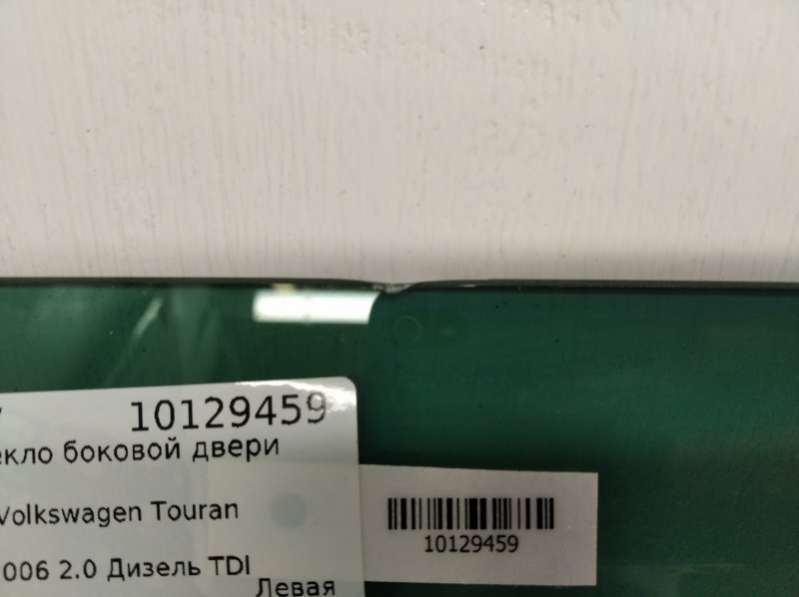 10129459
екло боковой двери
Volkswagen Touran
006 2.0 Дизель TDI
Левая
10129459